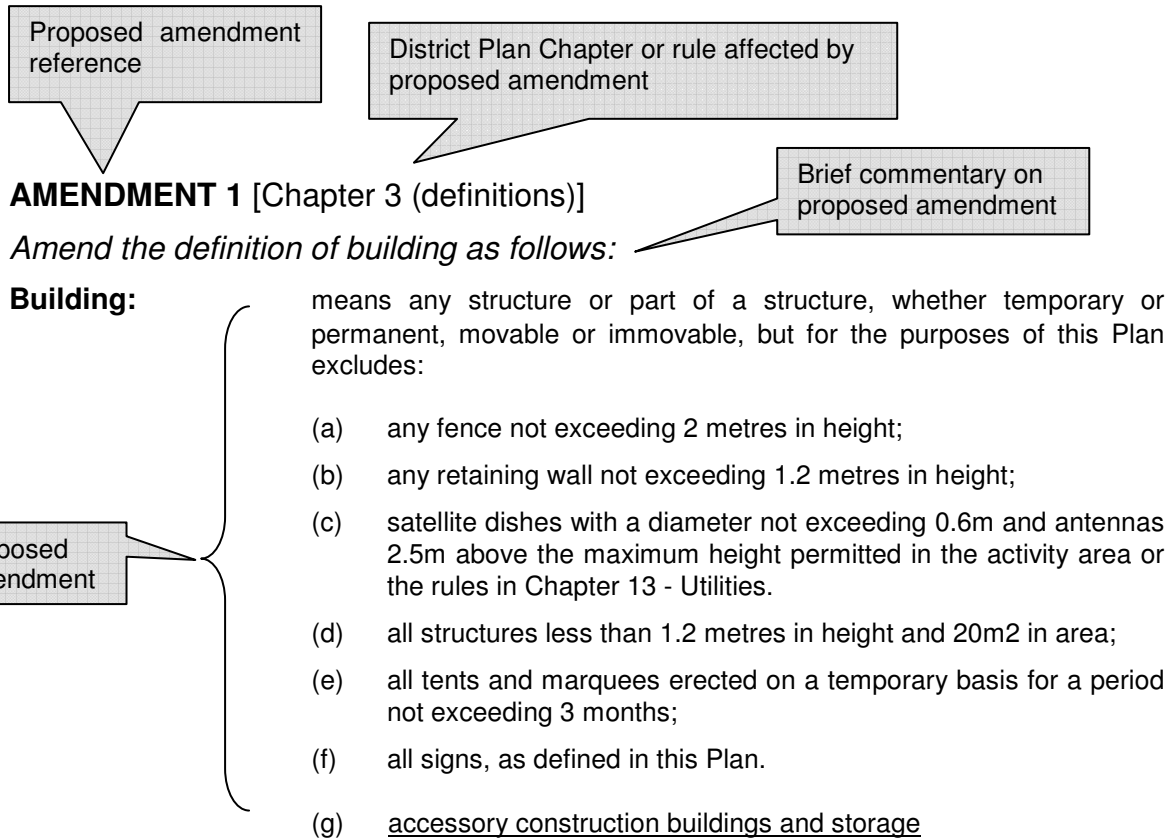 Proposed amendment
reference
District Plan Chapter or rule affected by
proposed amendment
Brief commentary on
proposed amendment
AMENDMENT 1 [Chapter 3 (definitions)]
Amend the definition of building as follows:
Building: means any structure or part of a structure, whether temporary or
permanent, movable or immovable, but for the purposes of this Plan
excludes:
(a) any fence not exceeding 2 metres in height;
(b) any retaining wall not exceeding 1.2 metres in height;
posed
endment
(c) satellite dishes with a diameter not exceeding 0.6m and antennas
2.5m above the maximum height permitted in the activity area or
the rules in Chapter 13 - Utilities.
(d) all structures less than 1.2 metres in height and 20m2 in area;
(e) all tents and marquees erected on a temporary basis for a period
not exceeding 3 months;
(f) all signs, as defined in this Plan.
(g) accessory construction buildings and storage